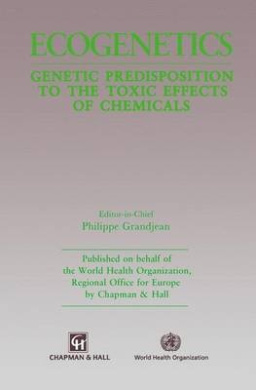 ECOGENETICS
GENETIC PREDISPOSITION
TO THE TOXIC EFFECTS
OF CHEMICALS
Editor-in-Chief
Philippe Grandjean
Published on behalf of
the World Health Organization,
Regional Office for Europe
by Chapman & Hall
CHAPMAN & HALL
World Health Organization